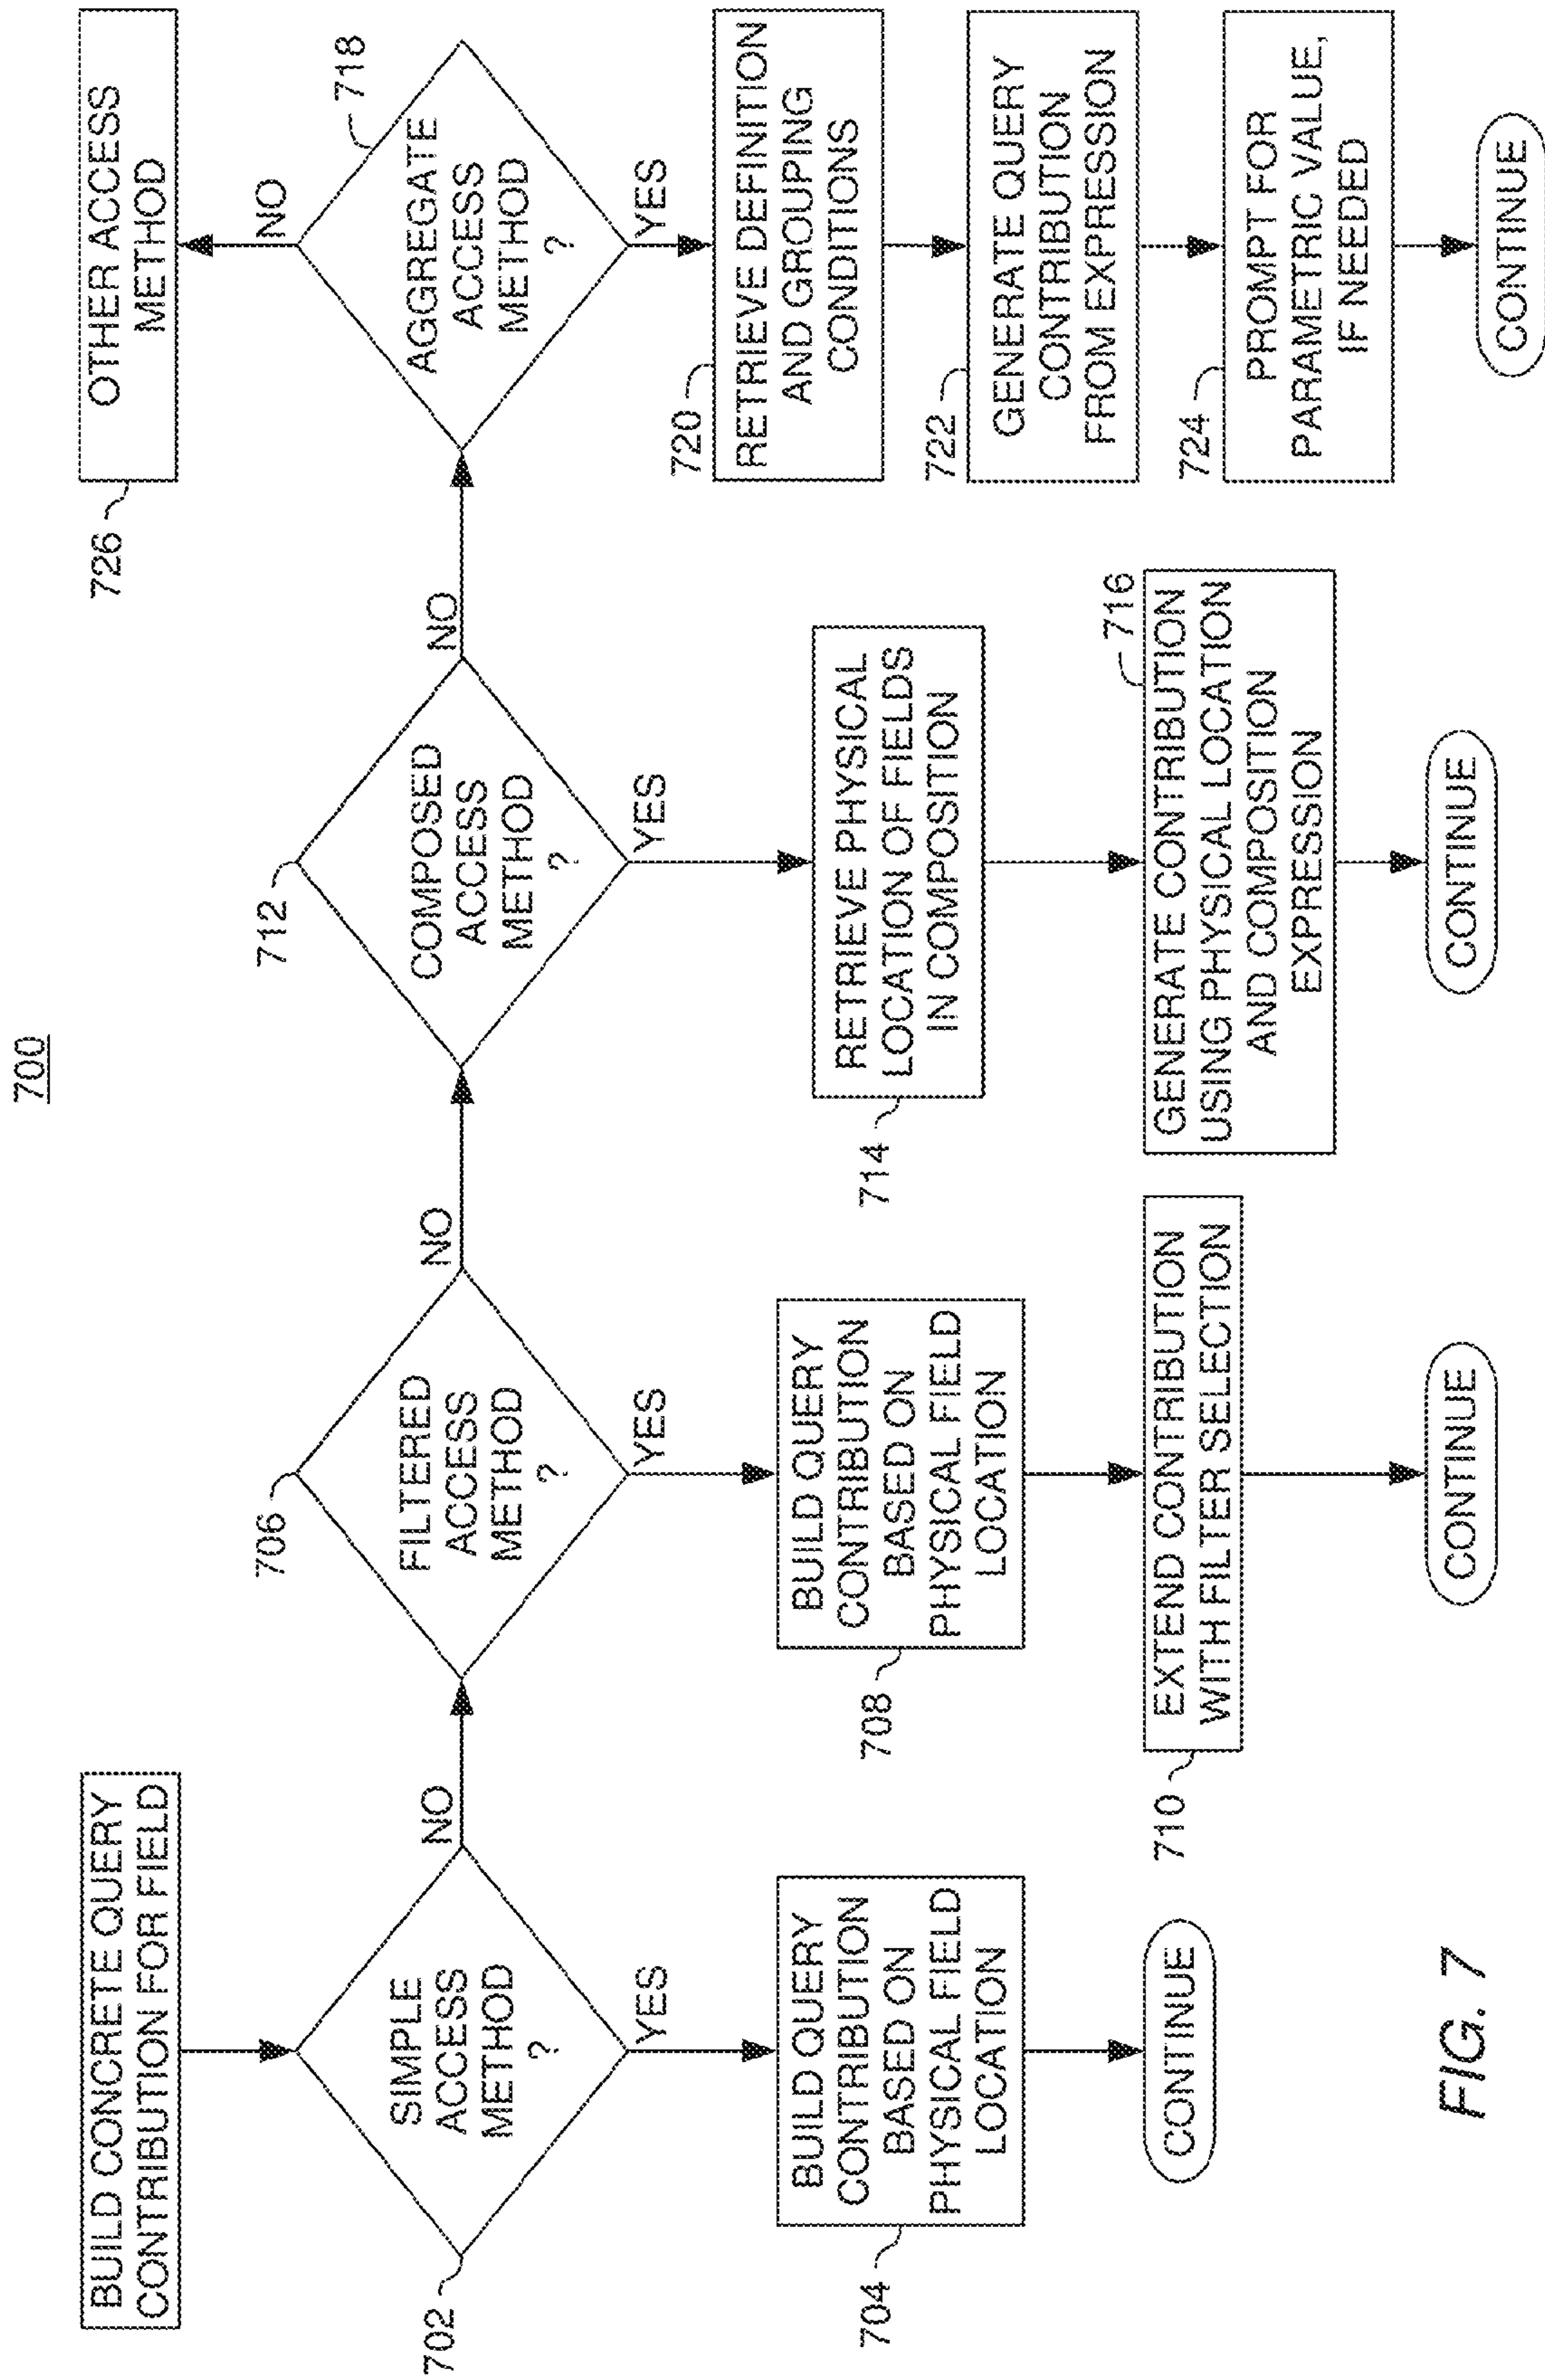 700
BUILD CONCRETE QUERY
CONTRIBUTION FOR FIELD
702
SIMPLE
ACCESS
METHOD
?
NO
YES
704
BUILD QUERY
CONTRIBUTION
BASED ON
PHYSICAL FIELD
LOCATION
CONTINUE
706
FILTERED
ACCESS
METHOD
?
NO
YES
708
BUILD QUERY
CONTRIBUTION
BASED ON
PHYSICAL FIELD
LOCATION
710
EXTEND CONTRIBUTION
WITH FILTER SELECTION
CONTINUE
712
COMPOSED
ACCESS
METHOD
?
NO
YES
714
RETRIEVE PHYSICAL
LOCATION OF FIELDS
IN COMPOSITION
716
GENERATE CONTRIBUTION
USING PHYSICAL LOCATION
AND COMPOSITION
EXPRESSION
CONTINUE
718
AGGREGATE
ACCESS
METHOD
?
NO
726
OTHER ACCESS
METHOD
YES
720
RETRIEVE DEFINITION
AND GROUPING
CONDITIONS
722
GENERATE QUERY
CONTRIBUTION
FROM EXPRESSION
724
PROMPT FOR
PARAMETRIC VALUE,
IF NEEDED
CONTINUE
FIG. 7